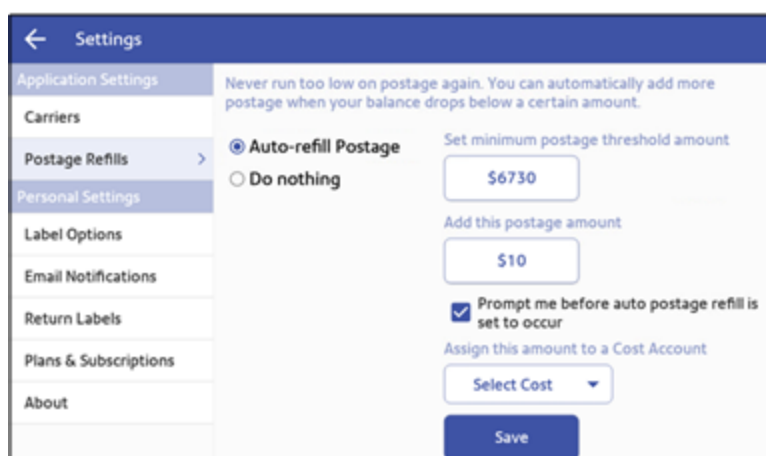 Settings
Application Settings
Carriers
Postage Refills
Personal Settings
Label Options
Email Notifications
Return Labels
Plans & Subscriptions
About
Never run too low on postage again. You can automatically add more
postage when your balance drops below a certain amount.
Auto-refill Postage
Do nothing
Set minimum postage threshold amount
$6730
Add this postage amount
$10
Prompt me before auto postage refill is
set to occur
Assign this amount to a Cost Account
Select Cost
Save